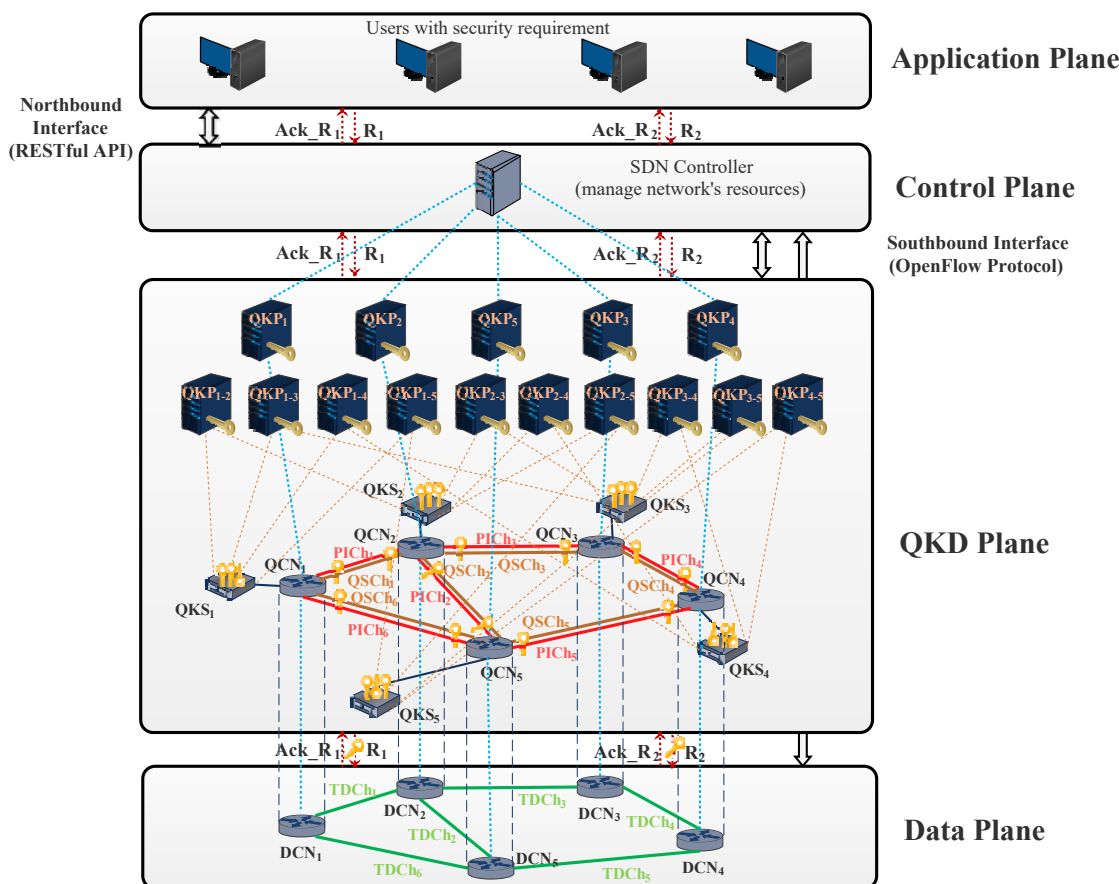 Users with security requirement
Application Plane
Northbound
Interface
(RESTful API)
Ack_R₁ R₁ Ack_R₂ R₂
SDN Controller
(manage network's resources)
Control Plane
Ack_R₁ R₁ Ack_R₂ R₂
Southbound Interface
(OpenFlow Protocol)
QKP₁ QKP₂ QKP₅ QKP₃ QKP₄
QKP₁₋₂ QKP₁₋₃ QKP₁₋₄ QKP₁₋₅ QKP₂₋₃ QKP₂₋₄ QKP₂₋₅ QKP₃₋₄ QKP₃₋₅ QKP₄₋₅
QKS₂ QKS₃
QCN₂ PICh₃ QCN₃
QKD Plane
QCN₁ PICh₁ QSCh₂ QSCh₃ PICh₄ QCN₄
QSCh₁ PICh₂ QSCh₄
QKS₁ QSCh₆ QSCh₅
PICh₆ PICh₅ QKS₄
QCN₅
QKS₅
Ack_R₁ R₁ Ack_R₂ R₂
TDCh₁ TDCh₃
DCN₂ DCN₃
TDCh₂ TDCh₄
Data Plane
DCN₁ DCN₅ DCN₄
TDCh₆ TDCh₅